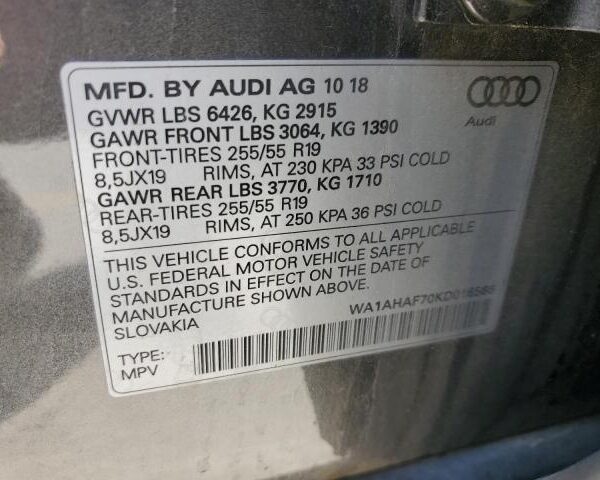 MFD. BY AUDI AG 10 18
GVWR LBS 6426, KG 2915
GAWR FRONT LBS 3064, KG 1390
FRONT-TIRES 255/55 R19
8,5JX19 RIMS, AT 230 KPA 33 PSI COLD
GAWR REAR LBS 3770, KG 1710
REAR-TIRES 255/55 R19
8,5JX19 RIMS, AT 250 KPA 36 PSI COLD
Audi
THIS VEHICLE CONFORMS TO ALL APPLICABLE
U.S. FEDERAL MOTOR VEHICLE SAFETY
STANDARDS IN EFFECT ON THE DATE OF
MANUFACTURE SHOWN ABOVE.
SLOVAKIA
TYPE:
MPV